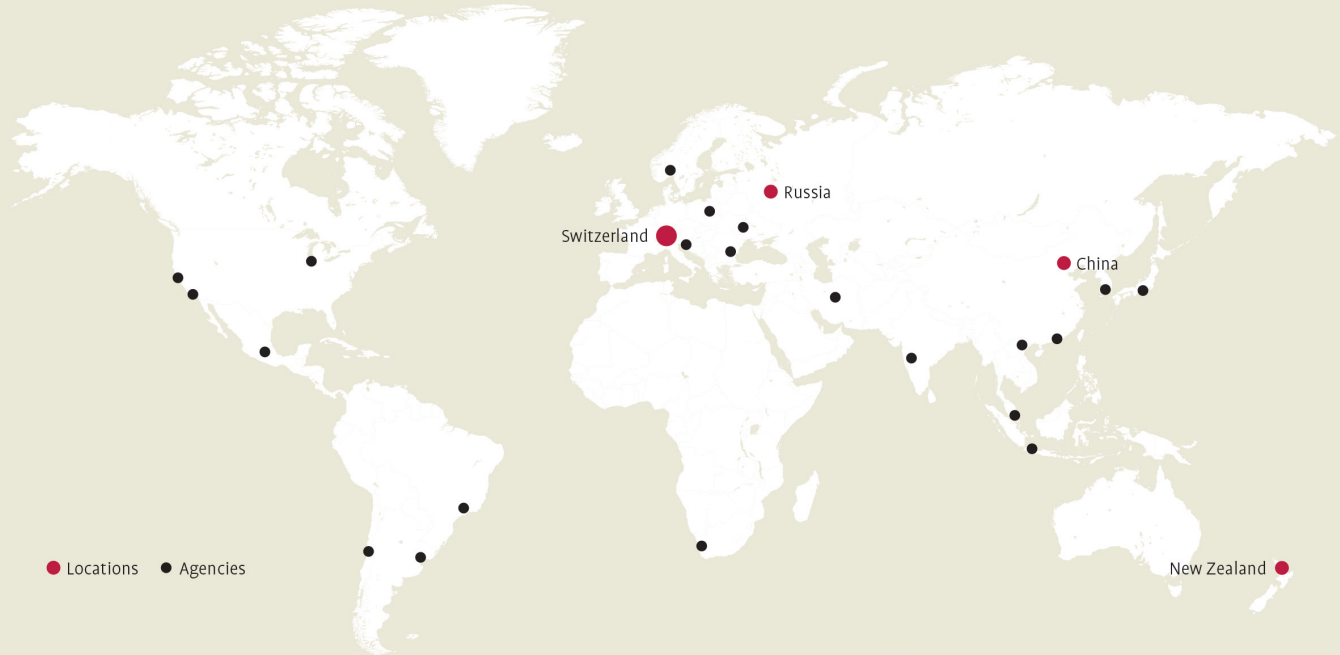 Russia
Switzerland
China
Locations
Agencies
New Zealand